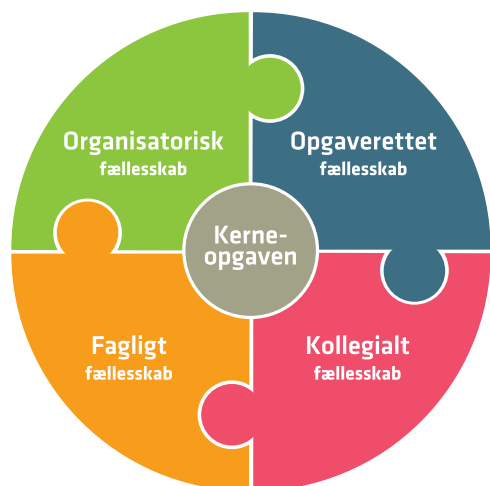 Organisatorisk
fællesskab
Opgaverettet
fællesskab
Kerne-
opgaven
Fagligt
fællesskab
Kollegialt
fællesskab